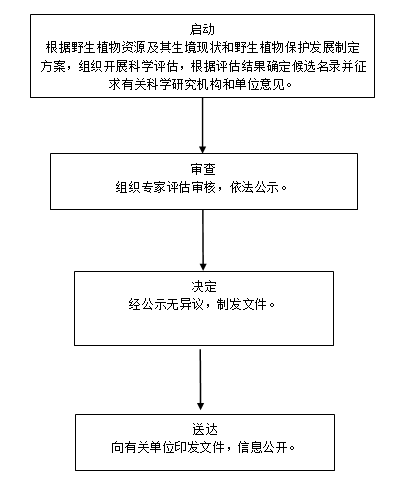 启动
根据野生植物资源及其生境现状和野生植物保护发展制定
方案，组织开展科学评估，根据评估结果确定候选名录并征
求有关科学研究机构和单位意见。
审查
组织专家评估审核，依法公示。
决定
经公示无异议，制发文件。
送达
向有关单位印发文件，信息公开。